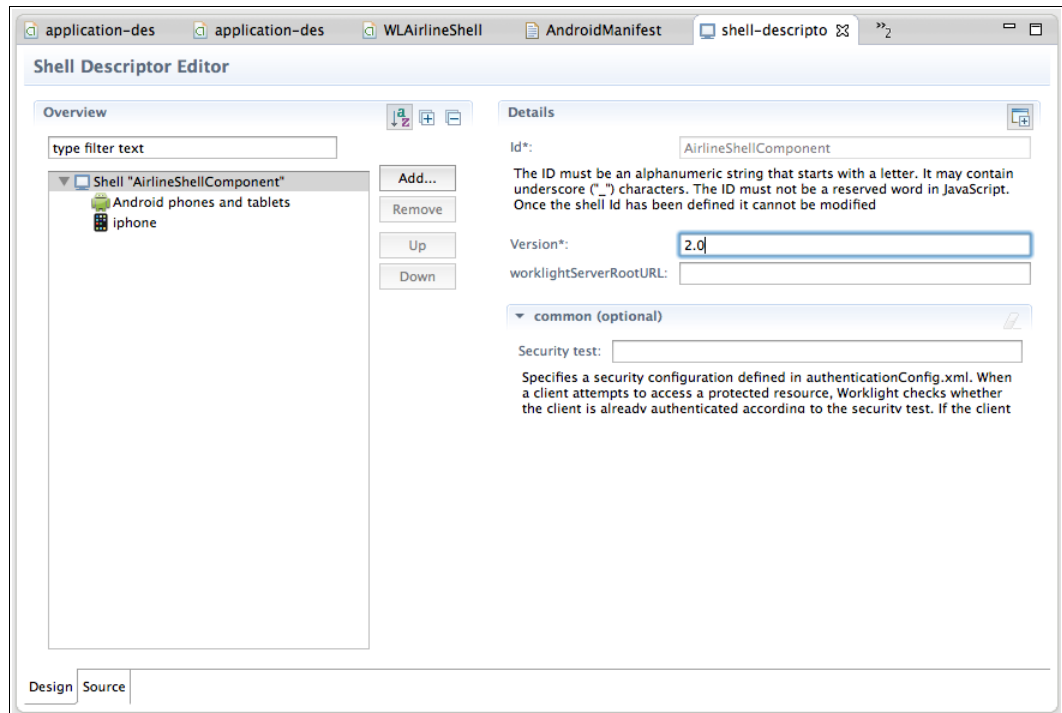 application-des application-des WLAirlineShell AndroidManifest shell-descripto »2
Shell Descriptor Editor
Overview
type filter text
Shell "AirlineShellComponent"
Android phones and tablets
iphone
Add...
Remove
Up
Down
Details
Id*: AirlineShellComponent
The ID must be an alphanumeric string that starts with a letter. It may contain
underscore ("_") characters. The ID must not be a reserved word in JavaScript.
Once the shell Id has been defined it cannot be modified
Version*: 2.0
worklightServerRootURL:
common (optional)
Security test:
Specifies a security configuration defined in authenticationConfig.xml. When
a client attempts to access a protected resource, Worklight checks whether
the client is already authenticated according to the security test. If the client
Design Source